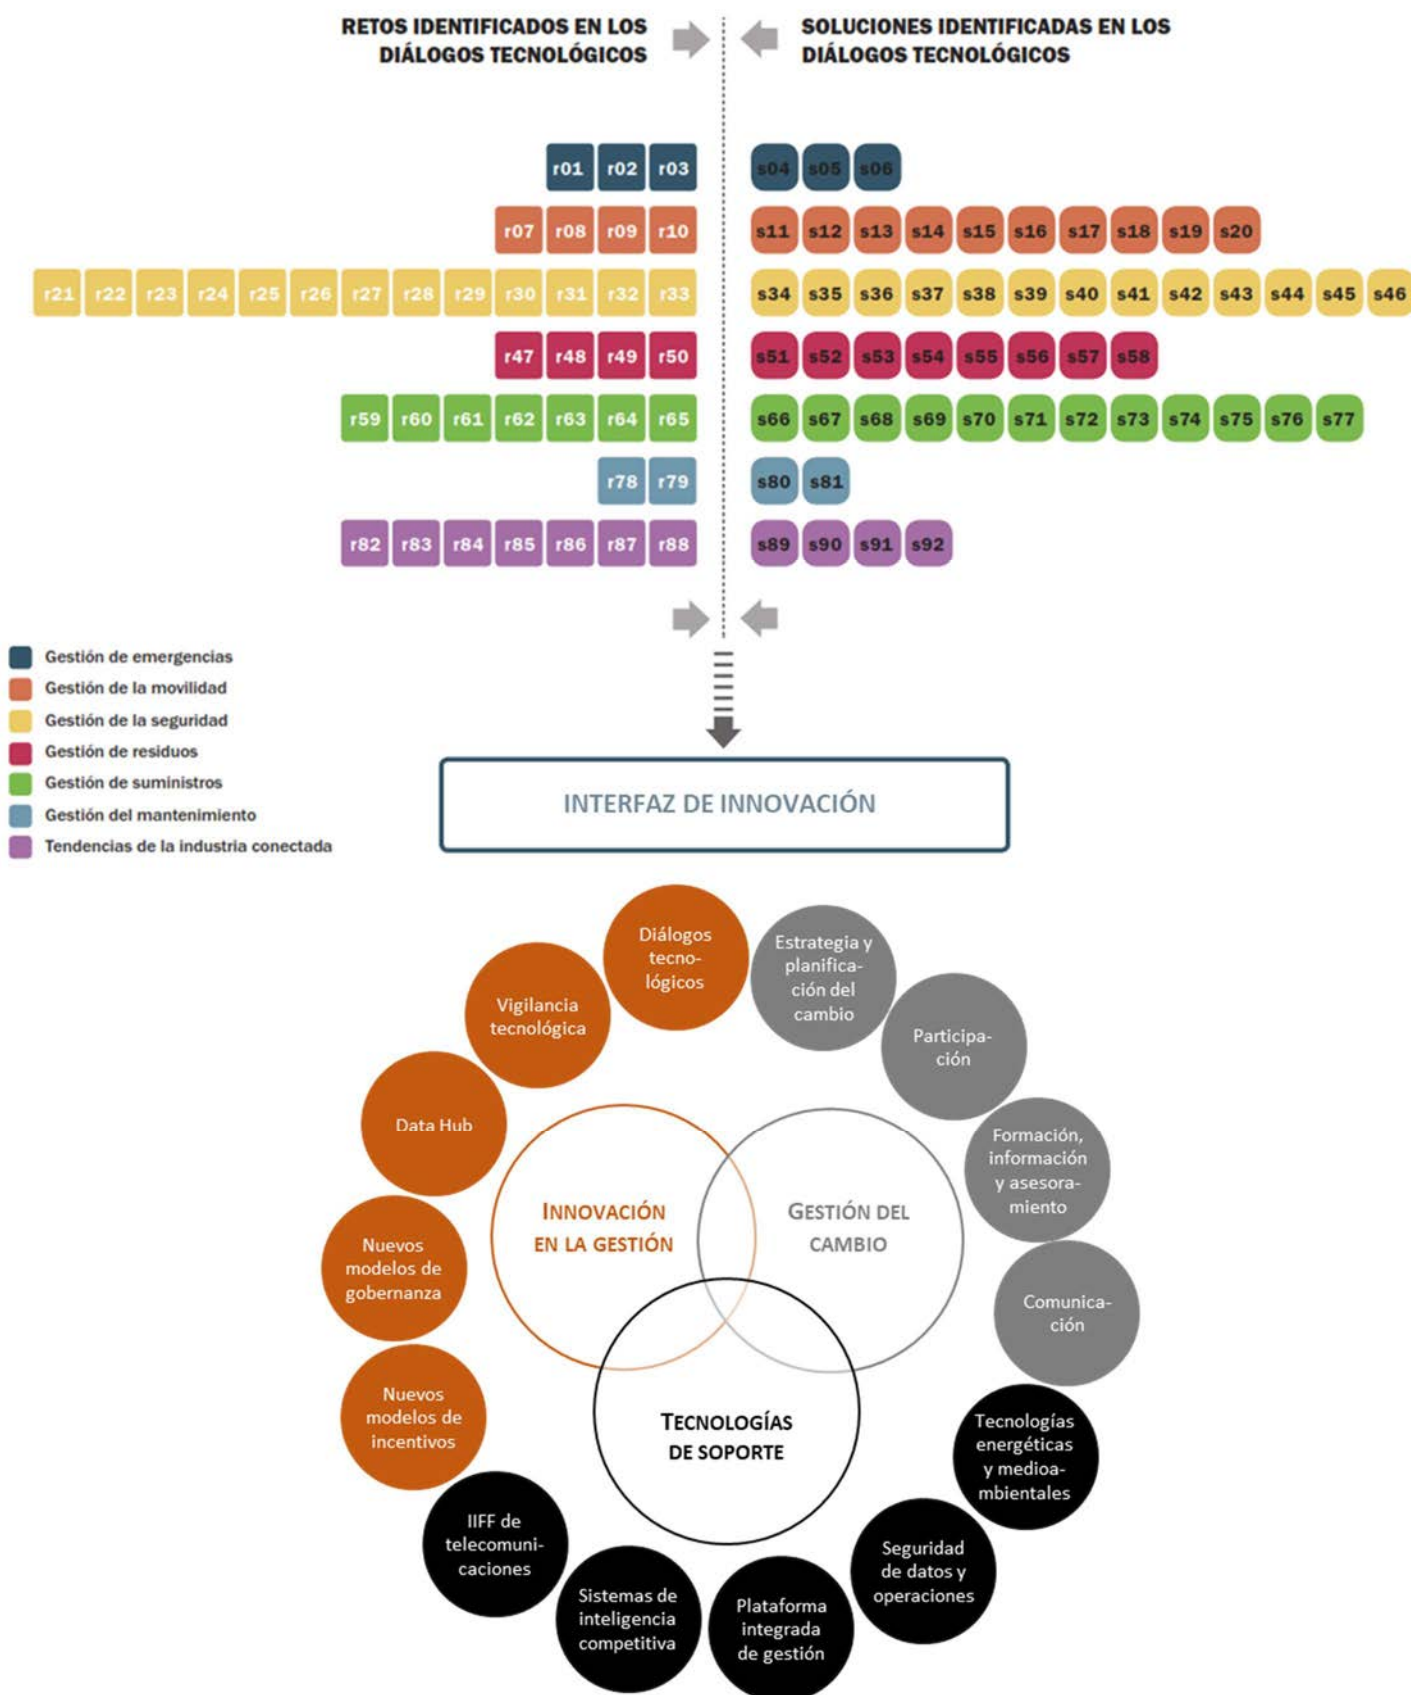 RETOS IDENTIFICADOS EN LOS
DIÁLOGOS TECNOLÓGICOS
SOLUCIONES IDENTIFICADAS EN LOS
DIÁLOGOS TECNOLÓGICOS
r01 r02 r03 s04 s05 s06
r07 r08 r09 r10 s11 s12 s13 s14 s15 s16 s17 s18 s19 s20
r21 r22 r23 r24 r25 r26 r27 r28 r29 r30 r31 r32 r33 s34 s35 s36 s37 s38 s39 s40 s41 s42 s43 s44 s45 s46
r47 r48 r49 r50 s51 s52 s53 s54 s55 s56 s57 s58
r59 r60 r61 r62 r63 r64 r65 s66 s67 s68 s69 s70 s71 s72 s73 s74 s75 s76 s77
r78 r79 s80 s81
r82 r83 r84 r85 r86 r87 r88 s89 s90 s91 s92
Gestión de emergencias
Gestión de la movilidad
Gestión de la seguridad
Gestión de residuos
Gestión de suministros
Gestión del mantenimiento
Tendencias de la industria conectada
INTERFAZ DE INNOVACIÓN
Diálogos
tecno-
lógicos
Estrategia y
planifica-
ción del
cambio
Vigilancia
tecnológica
Participa-
ción
Data Hub
Formación,
información
y asesora-
miento
INNOVACIÓN
EN LA GESTIÓN
GESTIÓN DEL
CAMBIO
Nuevos
modelos de
gobernanza
Comunica-
ción
Nuevos
modelos de
incentivos
TECNOLOGÍAS
DE SOPORTE
Tecnologías
energéticas
y medioa-
mbientales
IIFF de
telecomuni-
caciones
Seguridad
de datos y
operaciones
Sistemas de
inteligencia
competitiva
Plataforma
integrada
de gestión